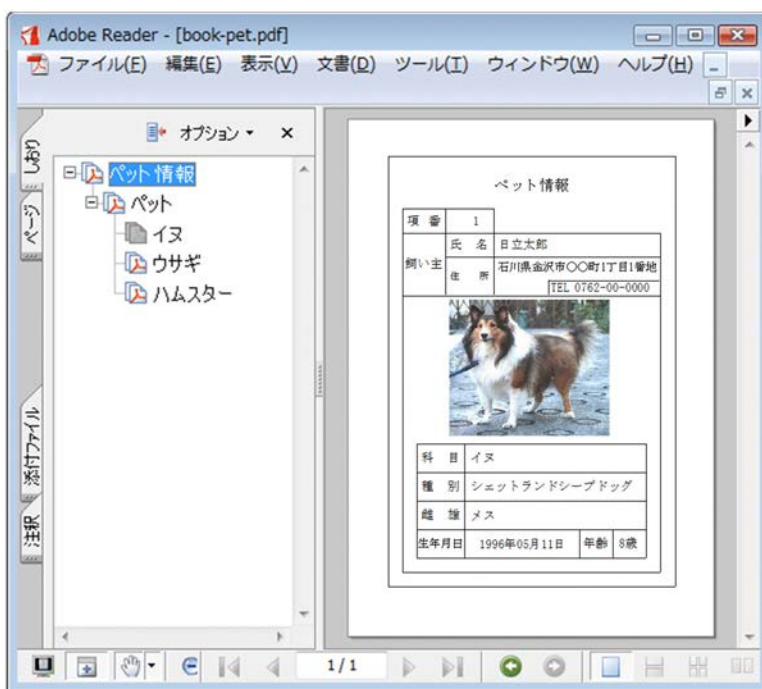 Adobe Reader - [book-pet.pdf]
ファイル(F) 編集(E) 表示(V) 文書(D) ツール(T) ウィンドウ(W) ヘルプ(H)
オプション
しおり
ページ
添付ファイル
注釈
ペット情報
ペット
イヌ
ウサギ
ハムスター
ペット情報
項番 1
飼い主 氏名 日立太郎
住所 石川県金沢市〇〇町1丁目1番地
TEL 0762-00-0000
科目 イヌ
種別 シェットランドシープドッグ
雌雄 メス
生年月日 1996年05月11日 年齢 8歳
1/1